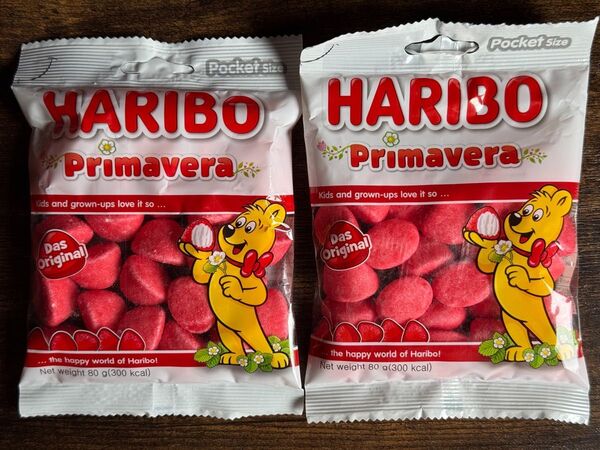 Pocket Size
HARIBO
Primavera
Kids and grown-ups love it so ...
Das
Original
... the happy world of Haribo!
Net weight 80 g(300 kcal)
Pocket Size
HARIBO
Primavera
Kids and grown-ups love it so ...
Das
Original
... the happy world of Haribo!
Net weight 80 g(300 kcal)